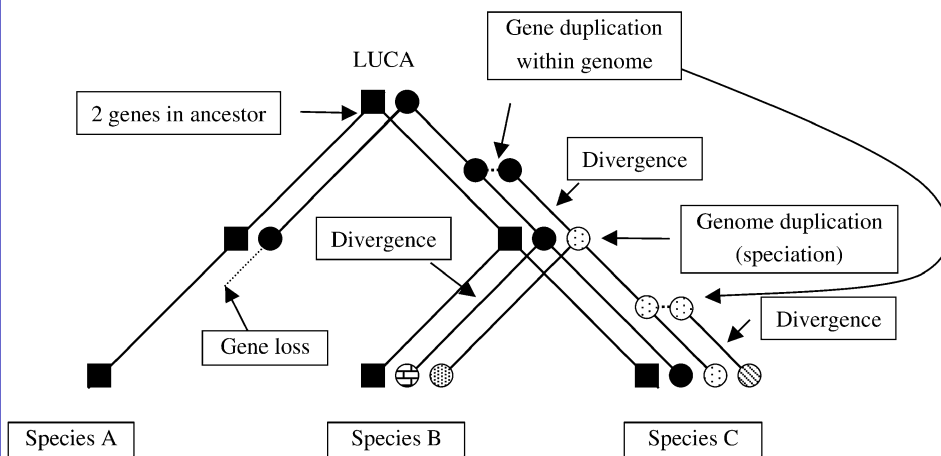 Gene duplication
within genome
LUCA
2 genes in ancestor
Divergence
Genome duplication
(speciation)
Divergence
Divergence
Gene loss
Species A
Species B
Species C